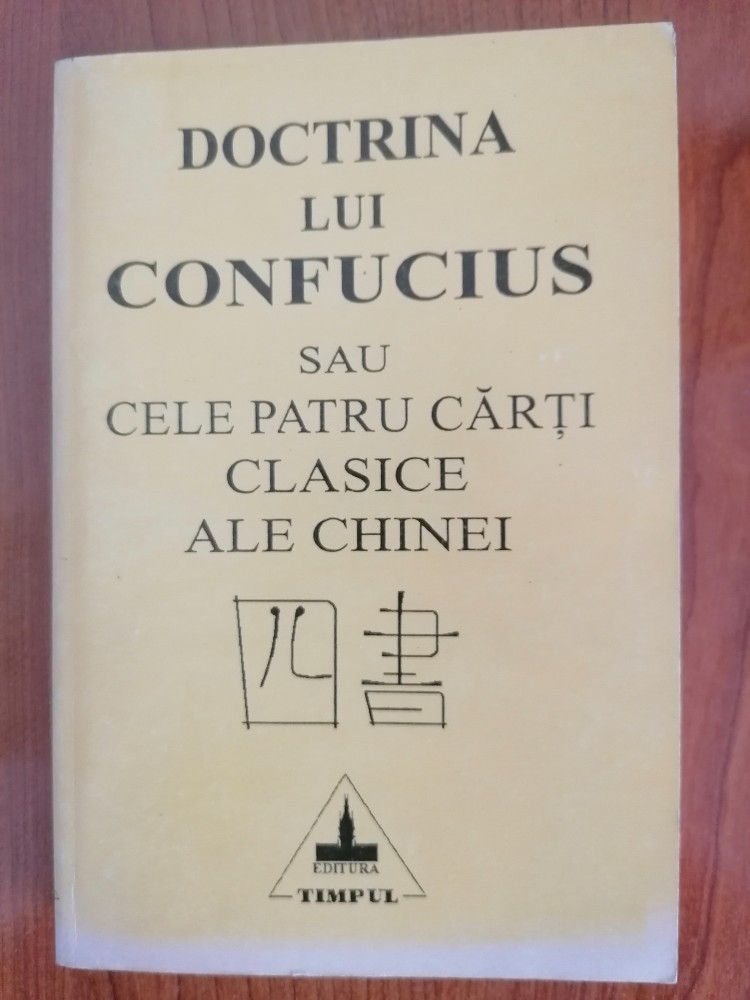 DOCTRINA
LUI
CONFUCIUS
SAU
CELE PATRU CĂRȚI
CLASICE
ALE CHINEI
四書
EDITURA
TIMPUL